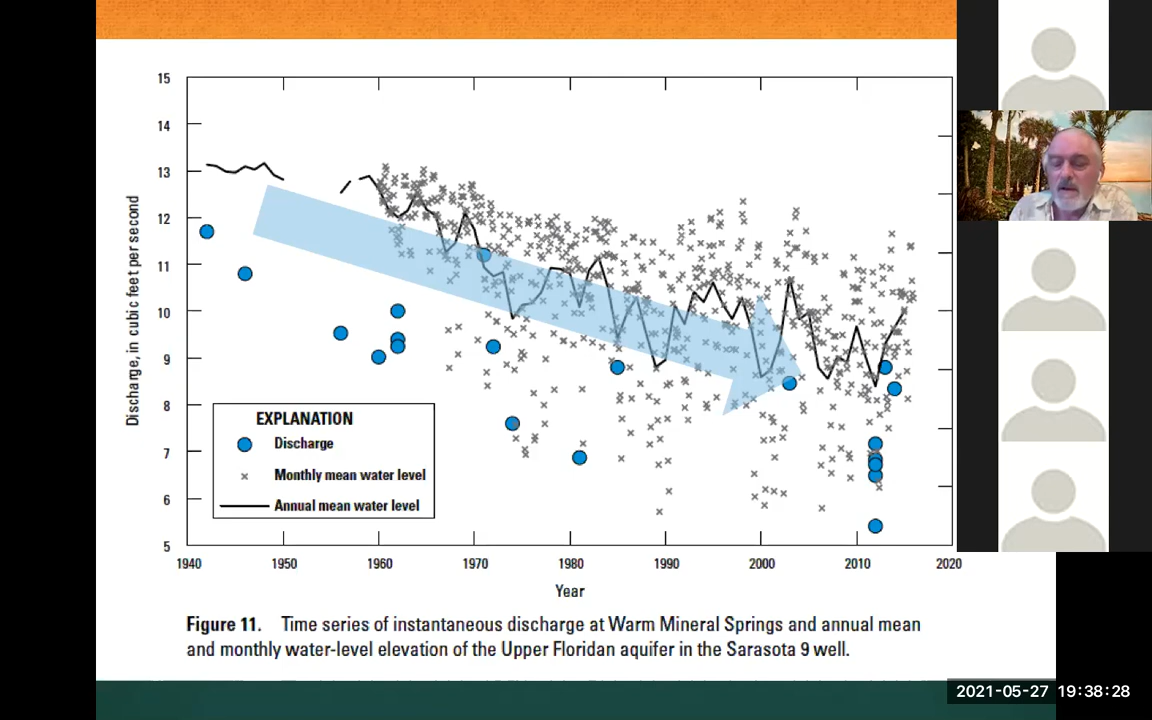 15
14
13
12
11
10
9
8
7
6
5
Discharge, in cubic feet per second
EXPLANATION
Discharge
Monthly mean water level
Annual mean water level
1940 1950 1960 1970 1980 1990 2000 2010 2020
Year
Figure 11. Time series of instantaneous discharge at Warm Mineral Springs and annual mean
and monthly water-level elevation of the Upper Floridan aquifer in the Sarasota 9 well.
2021-05-27 19:38:28